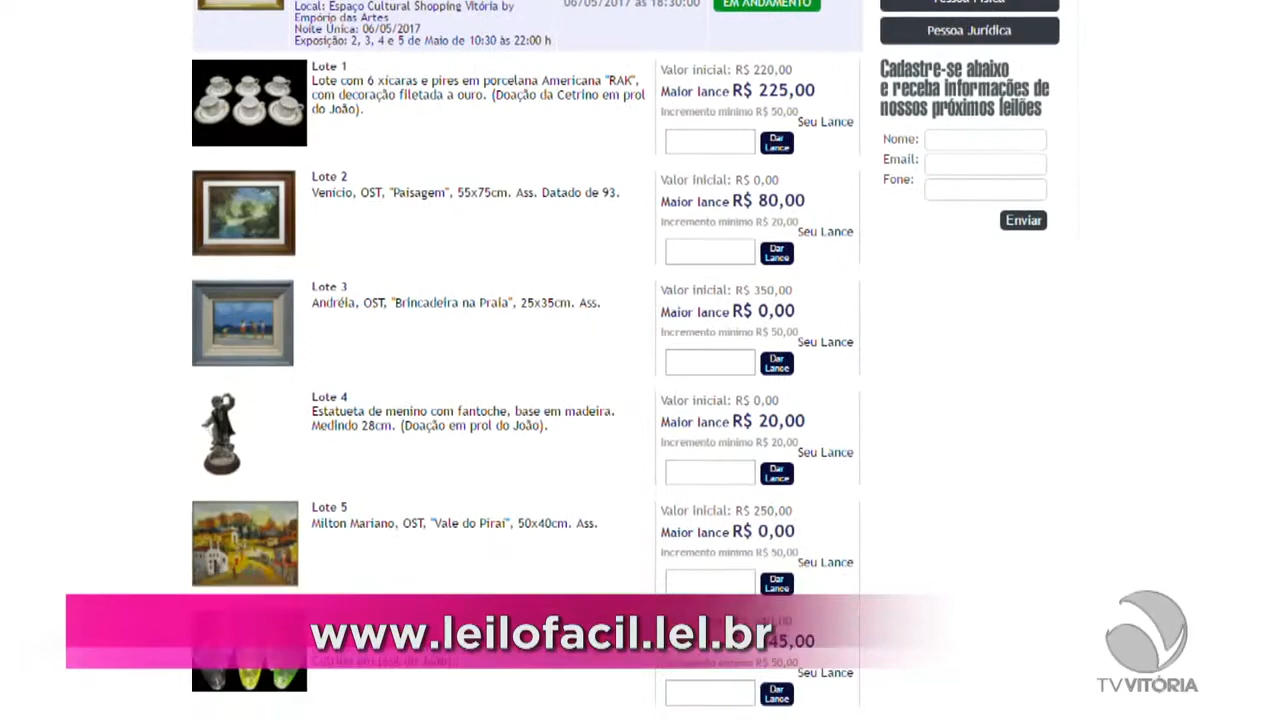 Local: Espaço Cultural Shopping Vitória by
Empório das Artes
Noite Única: 06/05/2017
Exposição: 2, 3, 4 e 5 de Maio de 10:30 às 22:00 h
06/05/2017 às 18:30:00
EM ANDAMENTO
Pessoa Física
Pessoa Jurídica
Cadastre-se abaixo
e receba informações de
nossos próximos leilões
Nome:
Email:
Fone:
Enviar
Lote 1
Lote com 6 xícaras e pires em porcelana Americana "RAK",
com decoração filetada a ouro. (Doação da Cetrino em prol
do João).
Valor inicial: R$ 220,00
Maior lance R$ 225,00
Incremento mínimo R$ 50,00
Seu Lance
Dar
Lance
Lote 2
Venício, OST, "Paisagem", 55x75cm. Ass. Datado de 93.
Valor inicial: R$ 0,00
Maior lance R$ 80,00
Incremento mínimo R$ 20,00
Seu Lance
Dar
Lance
Lote 3
Andréia, OST, "Brincadeira na Praia", 25x35cm. Ass.
Valor inicial: R$ 350,00
Maior lance R$ 0,00
Incremento mínimo R$ 50,00
Seu Lance
Dar
Lance
Lote 4
Estatueta de menino com fantoche, base em madeira.
Medindo 28cm. (Doação em prol do João).
Valor inicial: R$ 0,00
Maior lance R$ 20,00
Incremento mínimo R$ 20,00
Seu Lance
Dar
Lance
Lote 5
Milton Mariano, OST, "Vale do Piraí", 50x40cm. Ass.
Valor inicial: R$ 250,00
Maior lance R$ 0,00
Incremento mínimo R$ 50,00
Seu Lance
Dar
Lance
www.leilofacil.lel.br
45,00
Incremento mínimo R$ 50,00
Seu Lance
Dar
Lance
TV VITÓRIA